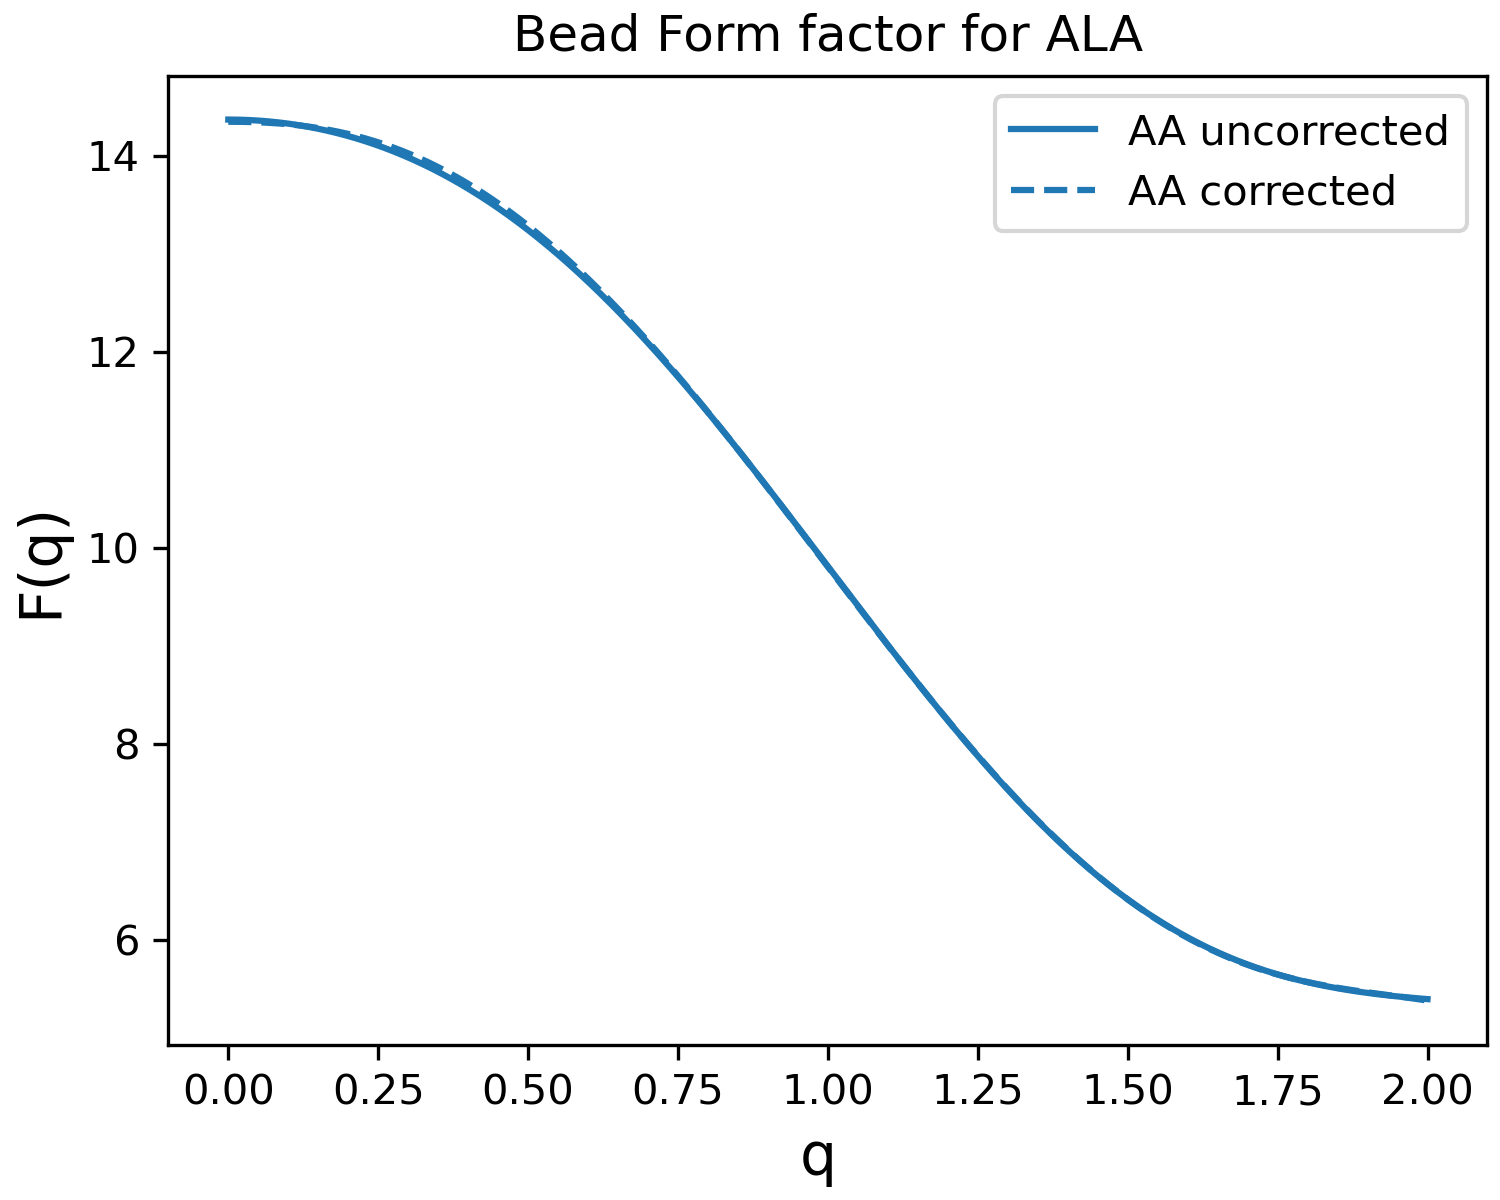 Bead Form factor for ALA
AA uncorrected
AA corrected
F(q)
14
12
10
8
6
0.00 0.25 0.50 0.75 1.00 1.25 1.50 1.75 2.00
q